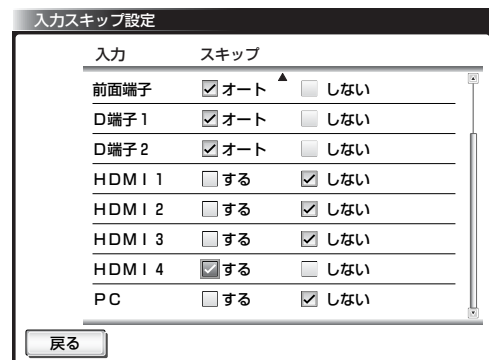 入力スキップ設定
入力 スキップ
前面端子 オート しない
D端子1 オート しない
D端子2 オート しない
HDMI1 する しない
HDMI2 する しない
HDMI3 する しない
HDMI4 する しない
PC する しない
戻る